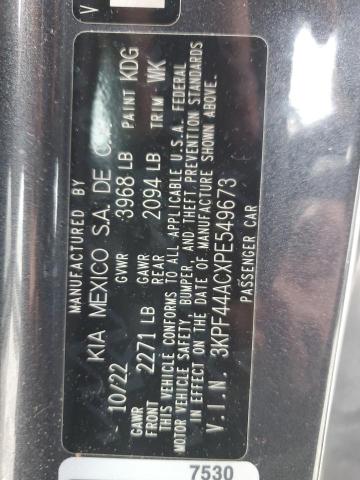 MANUFACTURED BY
KIA MEXICO S.A. DE C.
10/22 GVWR 3968 LB PAINT KDG
GAWR FRONT 2271 LB GAWR REAR 2094 LB TRIM WK
THIS VEHICLE CONFORMS TO ALL APPLICABLE U.S.A. FEDERAL
MOTOR VEHICLE SAFETY, BUMPER, AND THEFT PREVENTION STANDARDS
IN EFFECT ON THE DATE OF MANUFACTURE SHOWN ABOVE.
V.I.N. 3KPF44ACXPE549673
PASSENGER CAR
7530
V